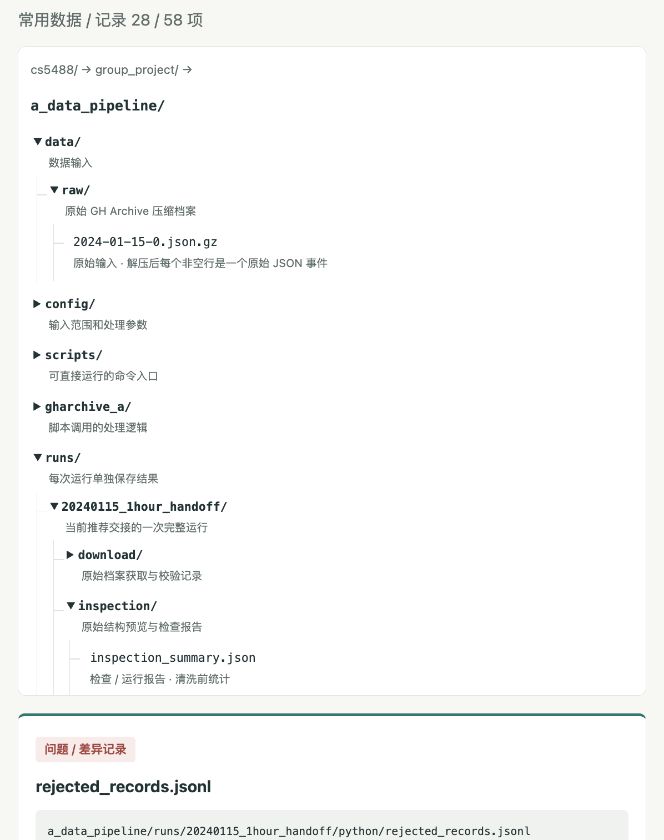 常用数据 / 记录 28 / 58 项
cs5488/ → group_project/ →
a_data_pipeline/
▼ data/
数据输入
▼ raw/
原始 GH Archive 压缩档案
2024-01-15-0.json.gz
原始输入 · 解压后每个非空行是一个原始 JSON 事件
▶ config/
输入范围和处理参数
▶ scripts/
可直接运行的命令入口
▶ gharchive_a/
脚本调用的处理逻辑
▼ runs/
每次运行单独保存结果
▼ 20240115_1hour_handoff/
当前推荐交接的一次完整运行
▶ download/
原始档案获取与校验记录
▼ inspection/
原始结构预览与检查报告
inspection_summary.json
检查 / 运行报告 · 清洗前统计
问题 / 差异记录
rejected_records.jsonl
a_data_pipeline/runs/20240115_1hour_handoff/python/rejected_records.jsonl